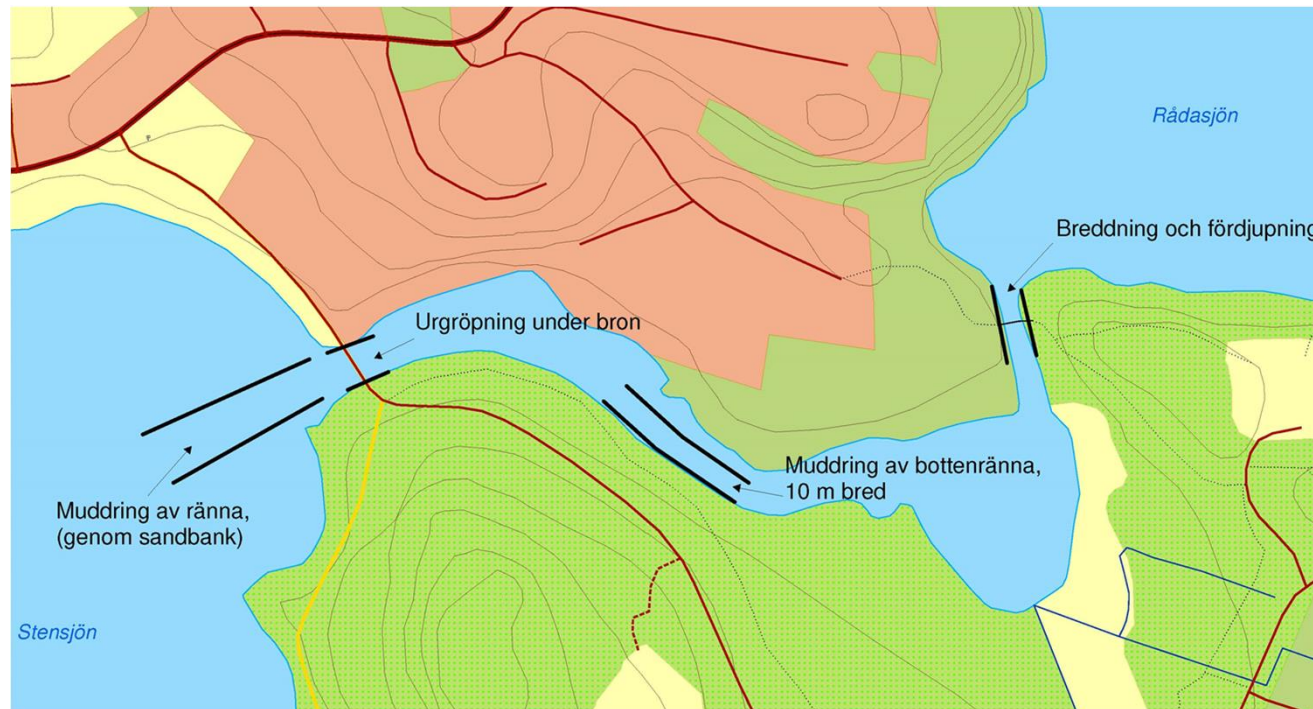 Rådasjön
Breddning och fördjupning
Urgröpning under bron
Muddring av bottenränna,
10 m bred
Muddring av ränna,
(genom sandbank)
Stensjön